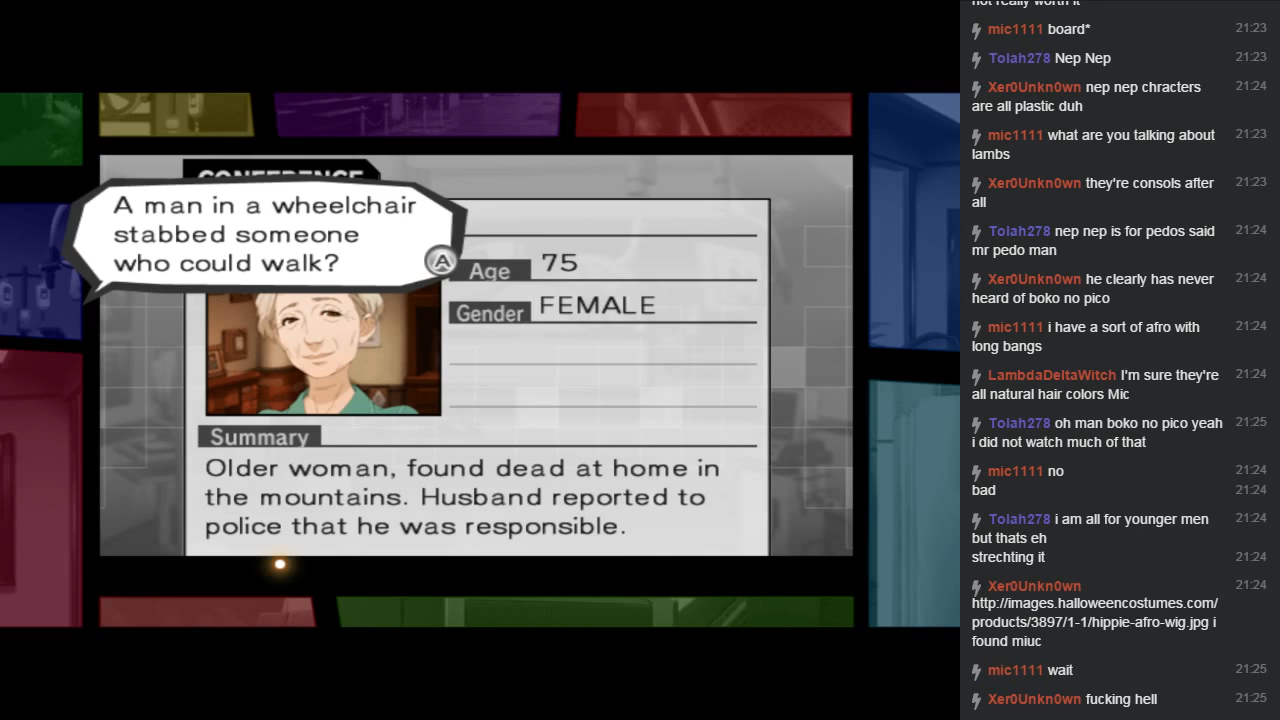 CONFERENCE
A man in a wheelchair
stabbed someone
who could walk?
A
Age 75
Gender FEMALE
Summary
Older woman, found dead at home in
the mountains. Husband reported to
police that he was responsible.
not really worth it
mic1111 board* 21:23
Tolah278 Nep Nep 21:23
Xer0Unkn0wn nep nep chracters 21:24
are all plastic duh
mic1111 what are you talking about 21:23
lambs
Xer0Unkn0wn they're consols after 21:24
all
Tolah278 nep nep is for pedos said 21:24
mr pedo man
Xer0Unkn0wn he clearly has never 21:24
heard of boko no pico
mic1111 i have a sort of afro with 21:24
long bangs
LambdaDeltaWitch I'm sure they're 21:24
all natural hair colors Mic
Tolah278 oh man boko no pico yeah 21:25
i did not watch much of that
mic1111 no 21:24
bad 21:24
Tolah278 i am all for younger men 21:24
but thats eh
strechting it 21:24
Xer0Unkn0wn 21:24
http://images.halloweencostumes.com/
products/3897/1-1/hippie-afro-wig.jpg i
found miuc
mic1111 wait 21:25
Xer0Unkn0wn fucking hell 21:25